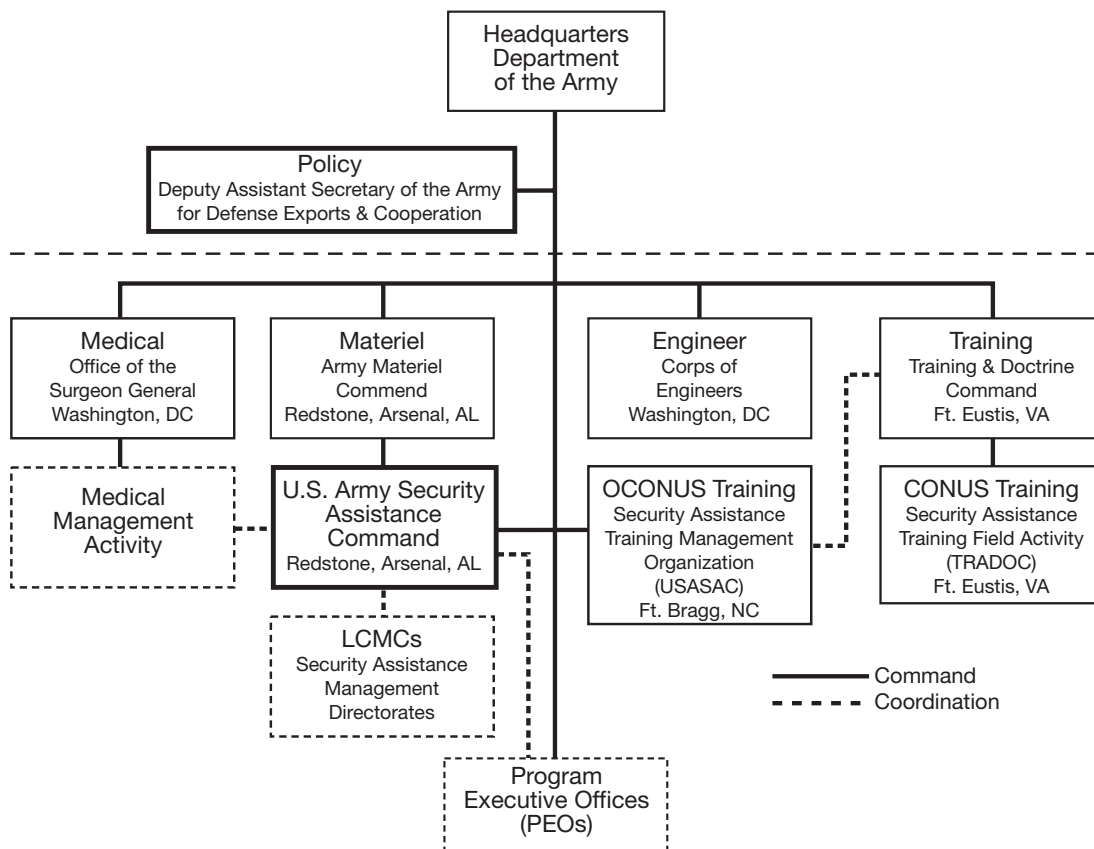 Headquarters
Department
of the Army
Policy
Deputy Assistant Secretary of the Army
for Defense Exports & Cooperation
Medical
Office of the
Surgeon General
Washington, DC
Materiel
Army Materiel
Commend
Redstone, Arsenal, AL
Engineer
Corps of
Engineers
Washington, DC
Training
Training & Doctrine
Command
Ft. Eustis, VA
Medical
Management
Activity
U.S. Army Security
Assistance
Command
Redstone, Arsenal, AL
OCONUS Training
Security Assistance
Training Management
Organization
(USASAC)
Ft. Bragg, NC
CONUS Training
Security Assistance
Training Field Activity
(TRADOC)
Ft. Eustis, VA
LCMCs
Security Assistance
Management
Directorates
Command
Coordination
Program
Executive Offices
(PEOs)